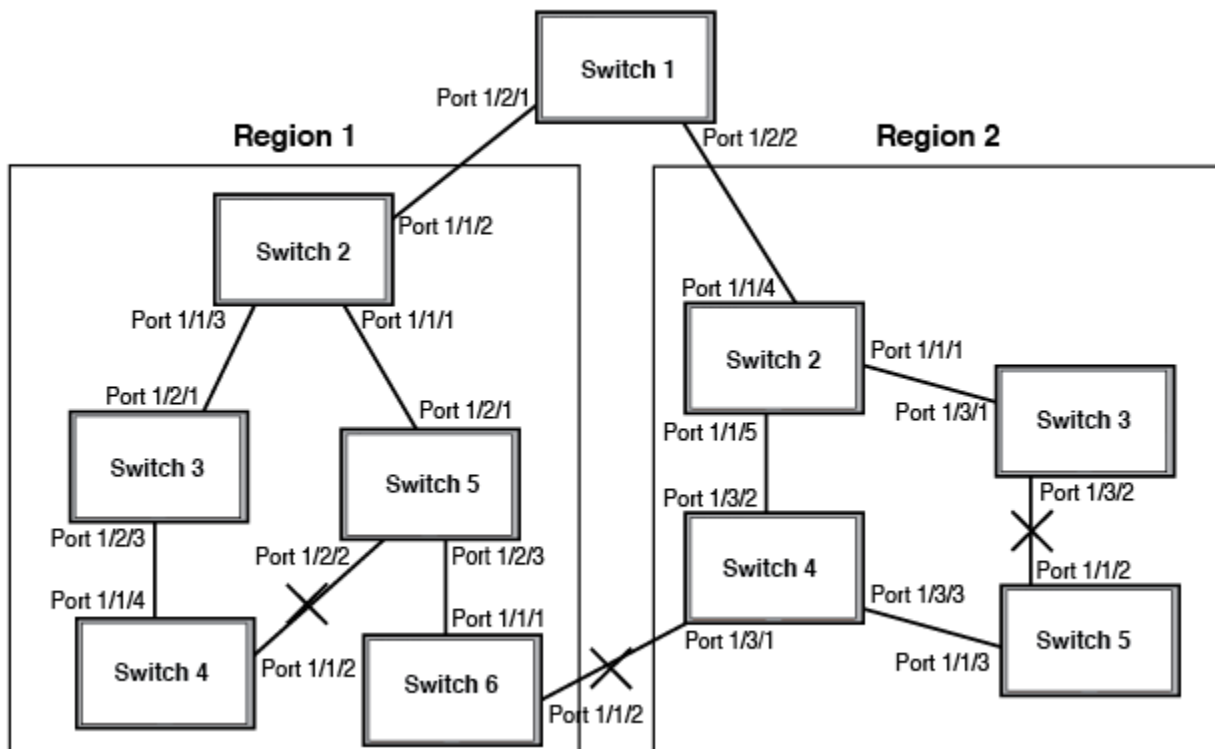 Switch 1
Port 1/2/1
Region 1
Port 1/2/2
Region 2
Switch 2
Port 1/1/2
Port 1/1/3
Port 1/1/1
Port 1/1/4
Switch 2
Port 1/1/1
Port 1/2/1
Port 1/2/1
Port 1/3/1
Switch 3
Port 1/1/5
Switch 3
Switch 5
Port 1/3/2
Port 1/3/2
Port 1/2/3
Port 1/2/2
Port 1/2/3
Switch 4
Port 1/1/2
Port 1/1/4
Port 1/1/1
Port 1/3/3
Port 1/3/1
Switch 5
Switch 4
Port 1/1/2
Switch 6
Port 1/1/3
Port 1/1/2